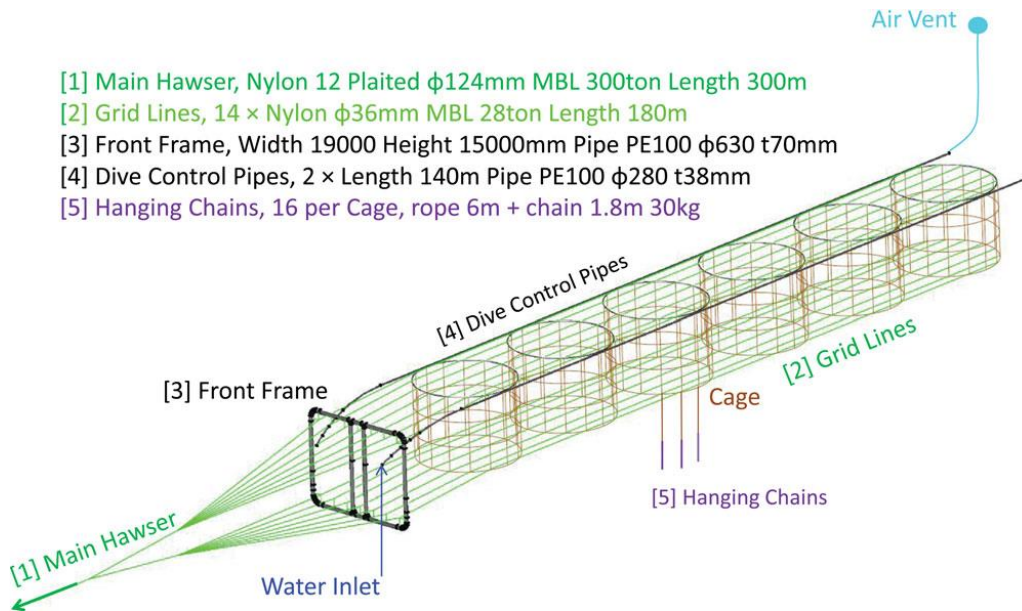 Air Vent
[1] Main Hawser, Nylon 12 Plaited ϕ124mm MBL 300ton Length 300m
[2] Grid Lines, 14 × Nylon ϕ36mm MBL 28ton Length 180m
[3] Front Frame, Width 19000 Height 15000mm Pipe PE100 ϕ630 t70mm
[4] Dive Control Pipes, 2 × Length 140m Pipe PE100 ϕ280 t38mm
[5] Hanging Chains, 16 per Cage, rope 6m + chain 1.8m 30kg
[4] Dive Control Pipes
[3] Front Frame
[2] Grid Lines
Cage
[5] Hanging Chains
[1] Main Hawser
Water Inlet